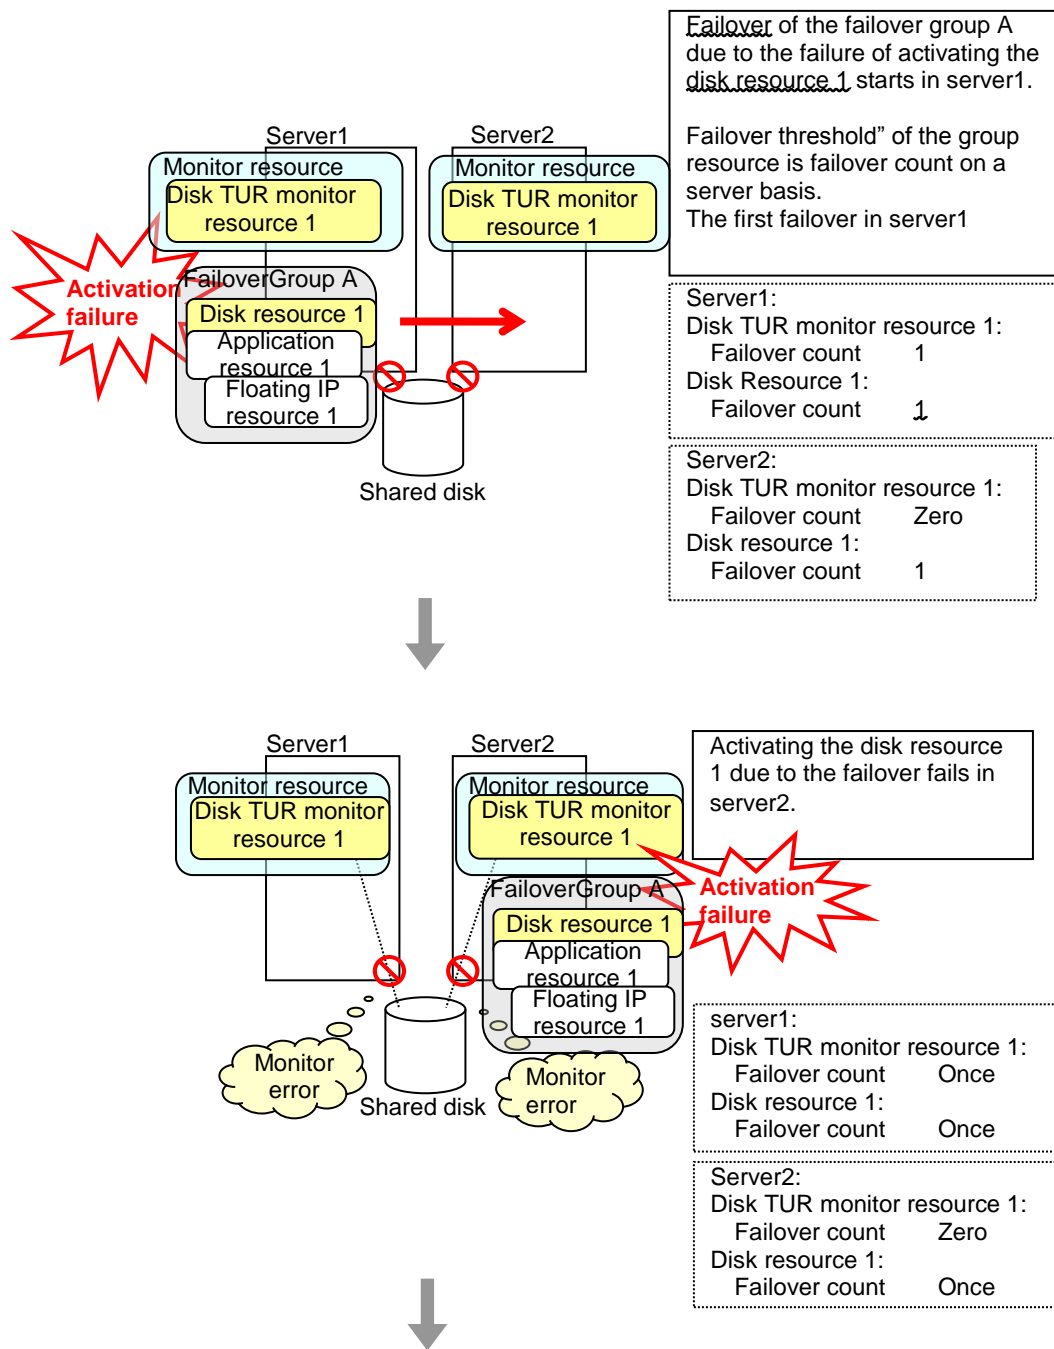 Failover of the failover group A
due to the failure of activating the
disk resource 1 starts in server1.
Failover threshold” of the group
resource is failover count on a
server basis.
The first failover in server1
Server1
Server2
Monitor resource
Disk TUR monitor
resource 1
Monitor resource
Disk TUR monitor
resource 1
Activation
failure
FailoverGroup A
Disk resource 1
Application
resource 1
Floating IP
resource 1
Shared disk
Server1:
Disk TUR monitor resource 1:
Failover count 1
Disk Resource 1:
Failover count 1
Server2:
Disk TUR monitor resource 1:
Failover count Zero
Disk resource 1:
Failover count 1
Server1
Server2
Monitor resource
Disk TUR monitor
resource 1
Monitor resource
Disk TUR monitor
resource 1
Activating the disk resource
1 due to the failover fails in
server2.
Activation
failure
FailoverGroup A
Disk resource 1
Application
resource 1
Floating IP
resource 1
Monitor
error
Shared disk
Monitor
error
server1:
Disk TUR monitor resource 1:
Failover count Once
Disk resource 1:
Failover count Once
Server2:
Disk TUR monitor resource 1:
Failover count Zero
Disk resource 1:
Failover count Once